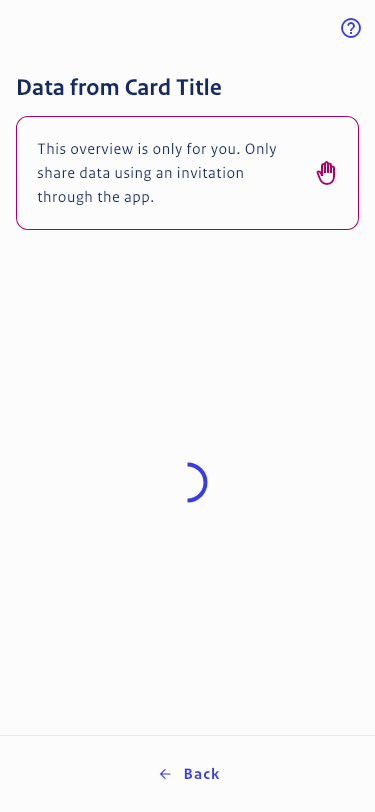 Data from Card Title
This overview is only for you. Only
share data using an invitation
through the app.
Back